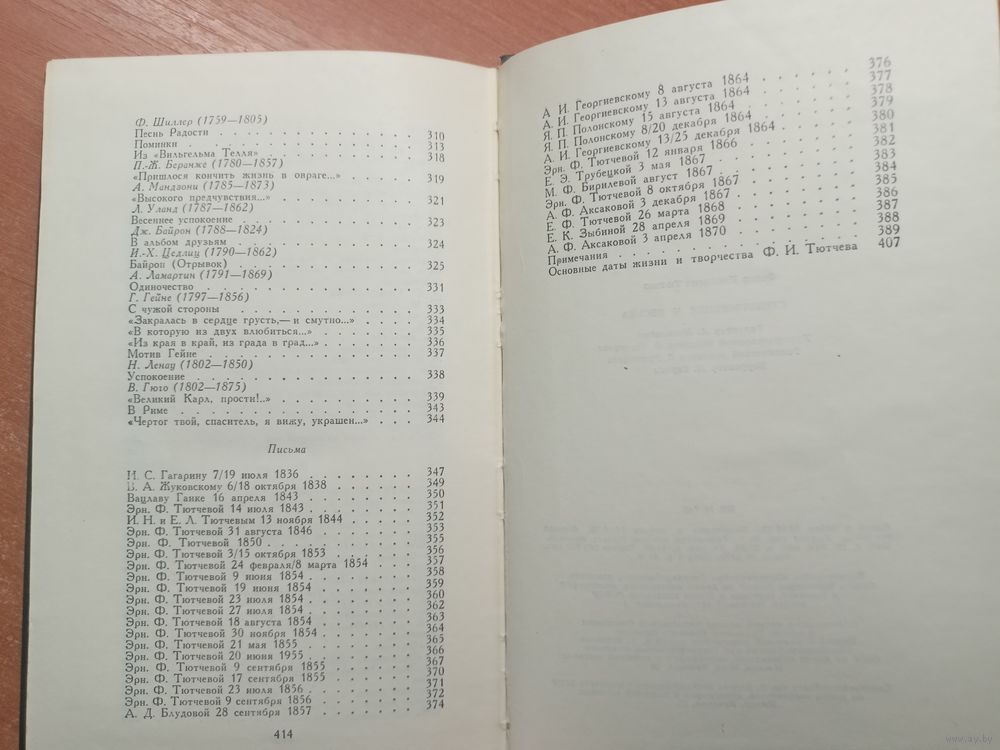 Ф. Шиллер (1759—1805)
Песнь Радости . . . . . . . . . . . . 310
Поминки . . . . . . . . . . . . 313
Из «Вильгельма Телля» . . . . . . . . . 318
П.-Ж. Беранже (1780—1857)
«Пришлося кончить жизнь в овраге...» . . . . . 319
А. Мандзони (1785—1873)
«Высокого предчувствия...» . . . . . . . . 321
Л. Уланд (1787—1862)
Весеннее успокоение . . . . . . . . . . 323
Дж. Байрон (1788—1824)
В альбом друзьям . . . . . . . . . . 324
И.-Х. Цедлиц (1790—1862)
Байрон (Отрывок) . . . . . . . . . . 325
А. Ламартин (1791—1869)
Одиночество . . . . . . . . . . . . 331
Г. Гейне (1797—1856)
С чужой стороны . . . . . . . . . . 333
«Закралась в сердце грусть,— и смутно...» . . . . 334
«В которую из двух влюбиться...» . . . . . . 335
«Из края в край, из града в град...» . . . . . 336
Мотив Гейне . . . . . . . . . . . . 337
Н. Ленау (1802—1850)
Успокоение . . . . . . . . . . . . 338
В. Гюго (1802—1875)
«Великий Карл, прости!..» . . . . . . . . 339
В Риме . . . . . . . . . . . . 343
«Чертог твой, спаситель, я вижу, украшен...» . . . 344
Письма
И. С. Гагарину 7/19 июля 1836 . . . . . . . 347
В. А. Жуковскому 6/18 октября 1838 . . . . . . 349
Вацлаву Ганке 16 апреля 1843 . . . . . . . 350
Эрн. Ф. Тютчевой 14 июля 1843 . . . . . . . 351
И. Н. и Е. Л. Тютчевым 13 ноября 1844 . . . . . 352
Эрн. Ф. Тютчевой 31 августа 1846 . . . . . . 353
Эрн. Ф. Тютчевой 1850 . . . . . . . . . 355
Эрн. Ф. Тютчевой 3/15 октября 1853 . . . . . . 356
Эрн. Ф. Тютчевой 24 февраля/8 марта 1854 . . . . 357
Эрн. Ф. Тютчевой 9 июня 1854 . . . . . . . 358
Эрн. Ф. Тютчевой 19 июня 1854 . . . . . . . 359
Эрн. Ф. Тютчевой 23 июля 1854 . . . . . . . 360
Эрн. Ф. Тютчевой 27 июля 1854 . . . . . . . 362
Эрн. Ф. Тютчевой 18 августа 1854 . . . . . . 363
Эрн. Ф. Тютчевой 30 ноября 1854 . . . . . . 364
Эрн. Ф. Тютчевой 21 мая 1855 . . . . . . . 365
Эрн. Ф. Тютчевой 20 июня 1955 . . . . . . . 366
Эрн. Ф. Тютчевой 9 сентября 1855 . . . . . . 367
Эрн. Ф. Тютчевой 17 сентября 1855 . . . . . . 370
Эрн. Ф. Тютчевой 23 июля 1856 . . . . . . . 371
Эрн. Ф. Тютчевой 9 сентября 1856 . . . . . . 372
А. Д. Блудовой 28 сентября 1857 . . . . . . 374
414
А. И. Георгиевскому 8 августа 1864 . . . . . . 376
А. И. Георгиевскому 13 августа 1864 . . . . . . 377
Я. П. Полонскому 15 августа 1864 . . . . . . 378
Я. П. Полонскому 8/20 декабря 1864 . . . . . . 379
А. И. Георгиевскому 13/25 декабря 1864 . . . . . 380
Эрн. Ф. Тютчевой 12 января 1866 . . . . . . 381
Е. Э. Трубецкой 3 мая 1867 . . . . . . . . 382
М. Ф. Бирилевой август 1867 . . . . . . . 383
Эрн. Ф. Тютчевой 8 октября 1867 . . . . . . 384
А. Ф. Аксаковой 3 декабря 1867 . . . . . . . 385
Е. Ф. Тютчевой 26 марта 1868 . . . . . . . 386
Е. К. Зыбиной 28 апреля 1869 . . . . . . . 387
А. Ф. Аксаковой 3 апреля 1870 . . . . . . . 388
Примечания . . . . . . . . . . . . 389
Основные даты жизни и творчества Ф. И. Тютчева 407
www.ay.by